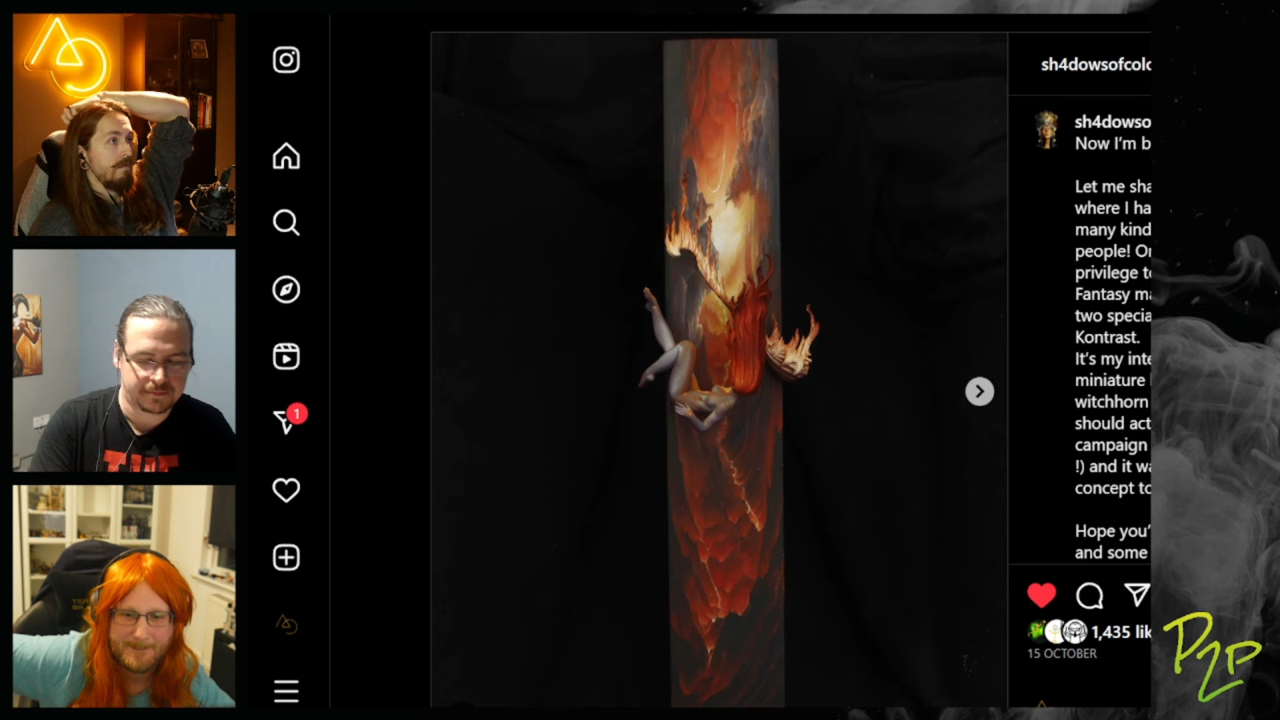 sh4dowsofcolo
sh4dowso
Now I'm b
Let me sha
where I ha
many kind
people! Or
privilege to
Fantasy ma
two specia
Kontrast.
It's my inte
miniature
witchhorn
should act
campaign
!) and it wa
concept to
Hope you'
and some
1
1,435 lik
15 OCTOBER
P2P